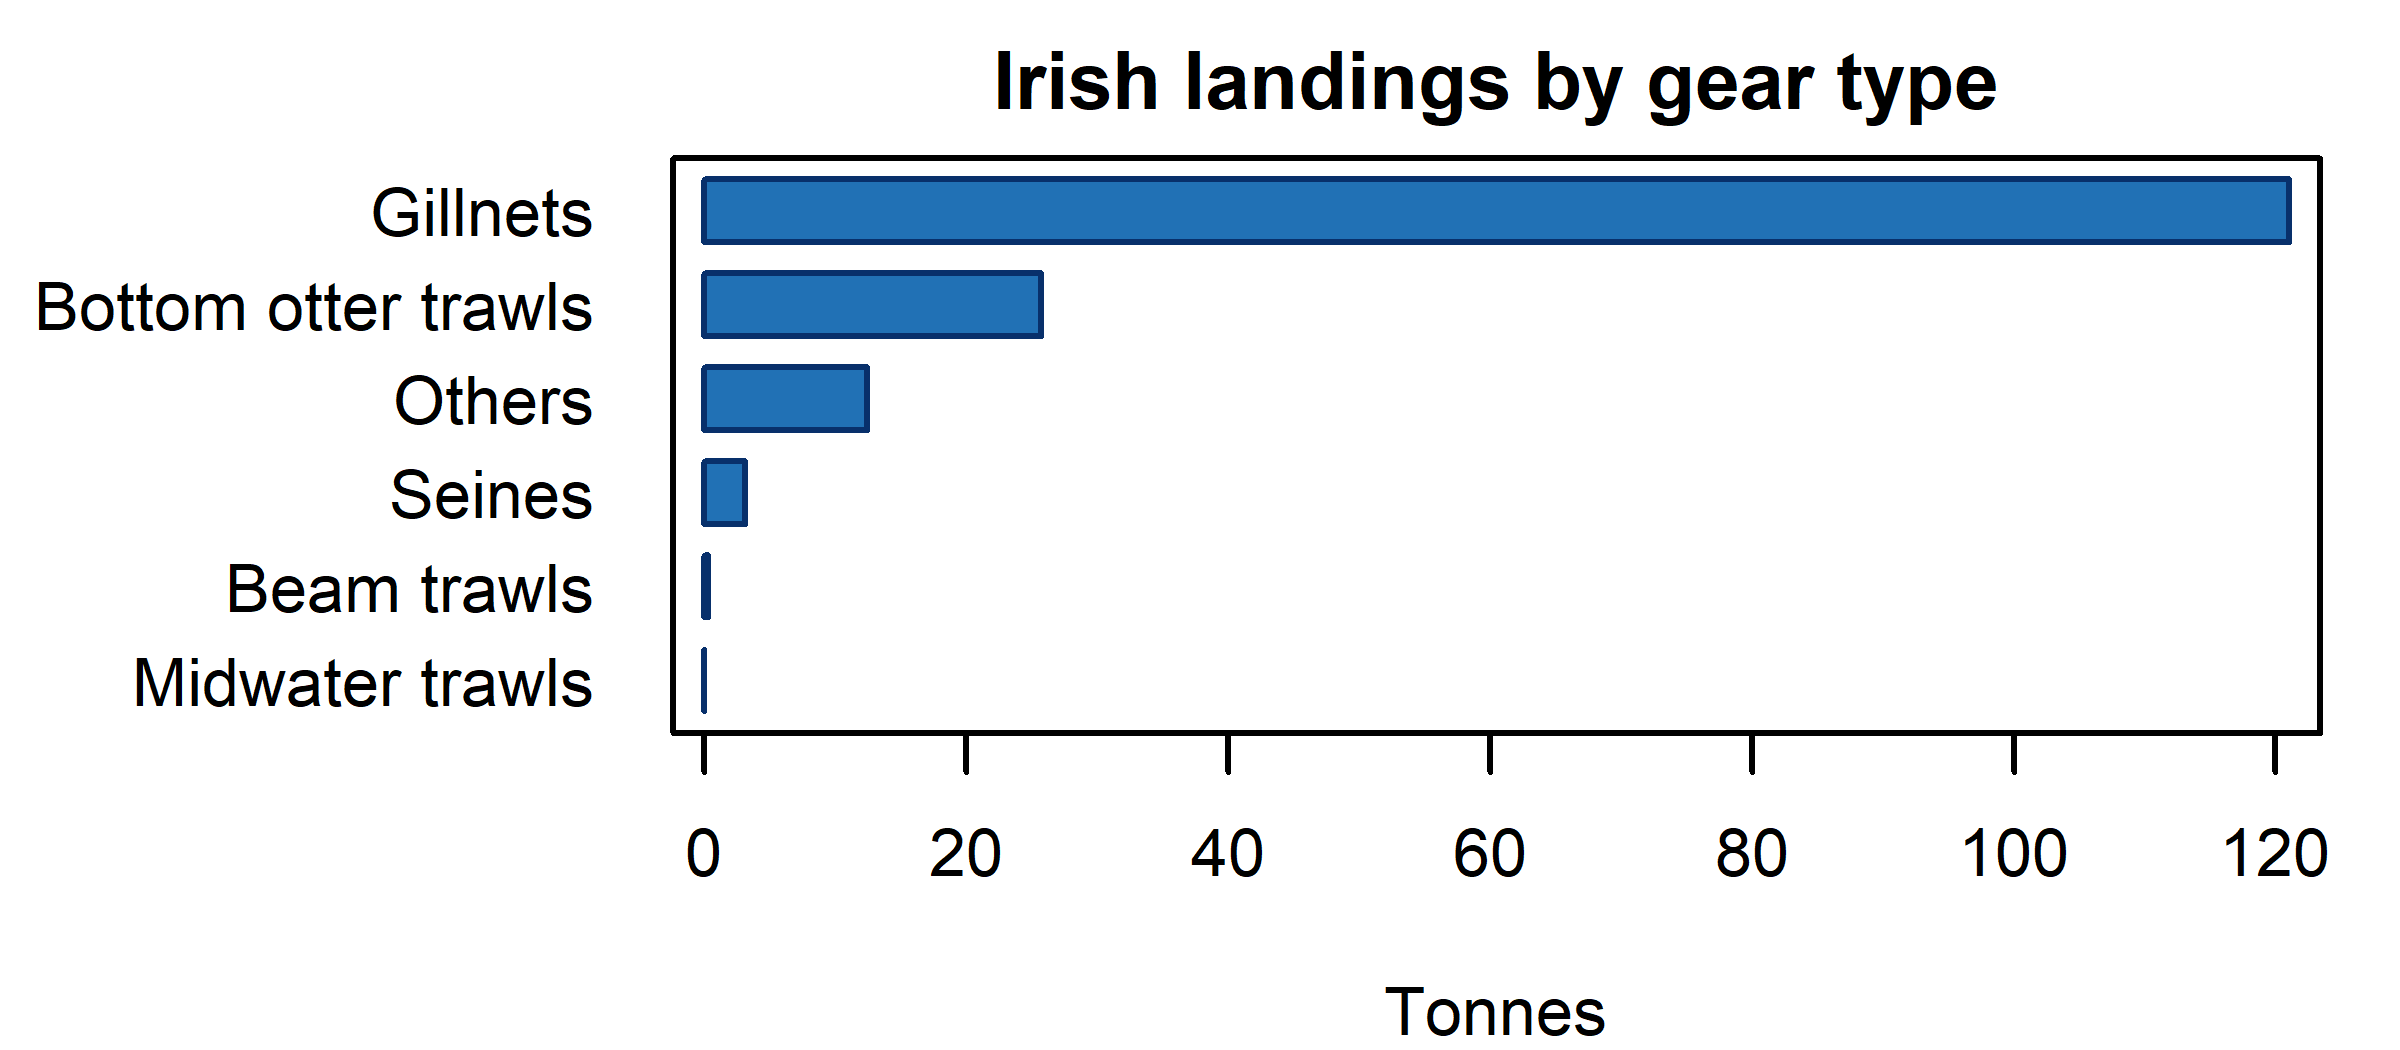 Irish landings by gear type
Gillnets
Bottom otter trawls
Others
Seines
Beam trawls
Midwater trawls
0 20 40 60 80 100 120
Tonnes